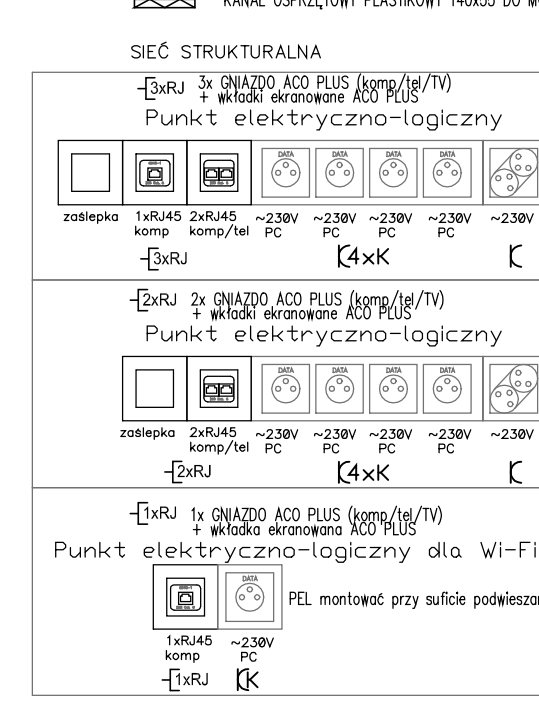 KANAŁ OSPRZĘTOWY PLASTIKOWY 140x55 DO
SIEĆ STRUKTURALNA
3xRJ 3x GNIAZDO ACO PLUS (komp/tel/TV)
+ wkładki ekranowane ACO PLUS
Punkt elektryczno-logiczny
DATA DATA DATA DATA
zaślepka 1xRJ45 2xRJ45 ~230V ~230V ~230V ~230V ~230V
komp komp/tel PC PC PC PC
3xRJ 4xK
2xRJ 2x GNIAZDO ACO PLUS (komp/tel/TV)
+ wkładki ekranowane ACO PLUS
Punkt elektryczno-logiczny
DATA DATA DATA DATA
zaślepka 2xRJ45 ~230V ~230V ~230V ~230V ~230V
komp/tel PC PC PC PC
2xRJ 4xK
1xRJ 1x GNIAZDO ACO PLUS (komp/tel/TV)
+ wkładka ekranowana ACO PLUS
Punkt elektryczno-logiczny dla Wi-Fi
DATA
PEL montować przy suficie podwiesza
1xRJ45 ~230V
komp PC
1xRJ K